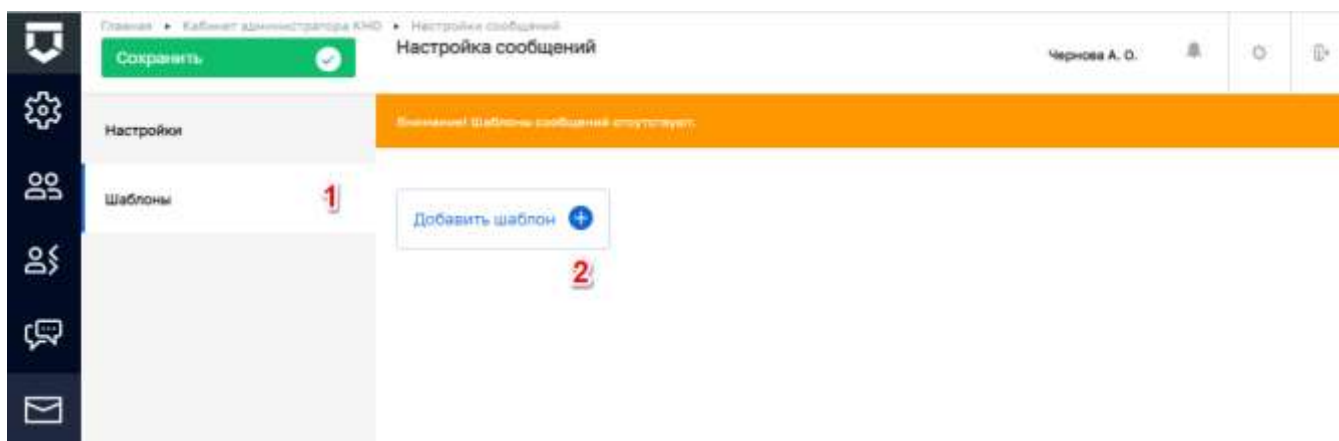 Главная ▸ Кабинет администратора КНО ▸ Настройки сообщений
Сохранить
Настройка сообщений
Чернова А. О.
Настройки
Внимание! Шаблоны сообщений отсутствуют.
Шаблоны
1
Добавить шаблон
2